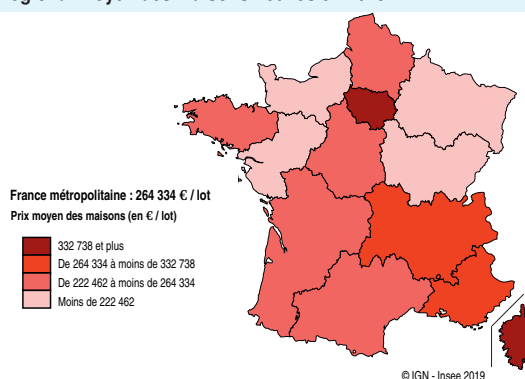 France métropolitaine : 264 334 € / lot
Prix moyen des maisons (en € / lot)
332 738 et plus
De 264 334 à moins de 332 738
De 222 462 à moins de 264 334
Moins de 222 462
© IGN - Insee 2019